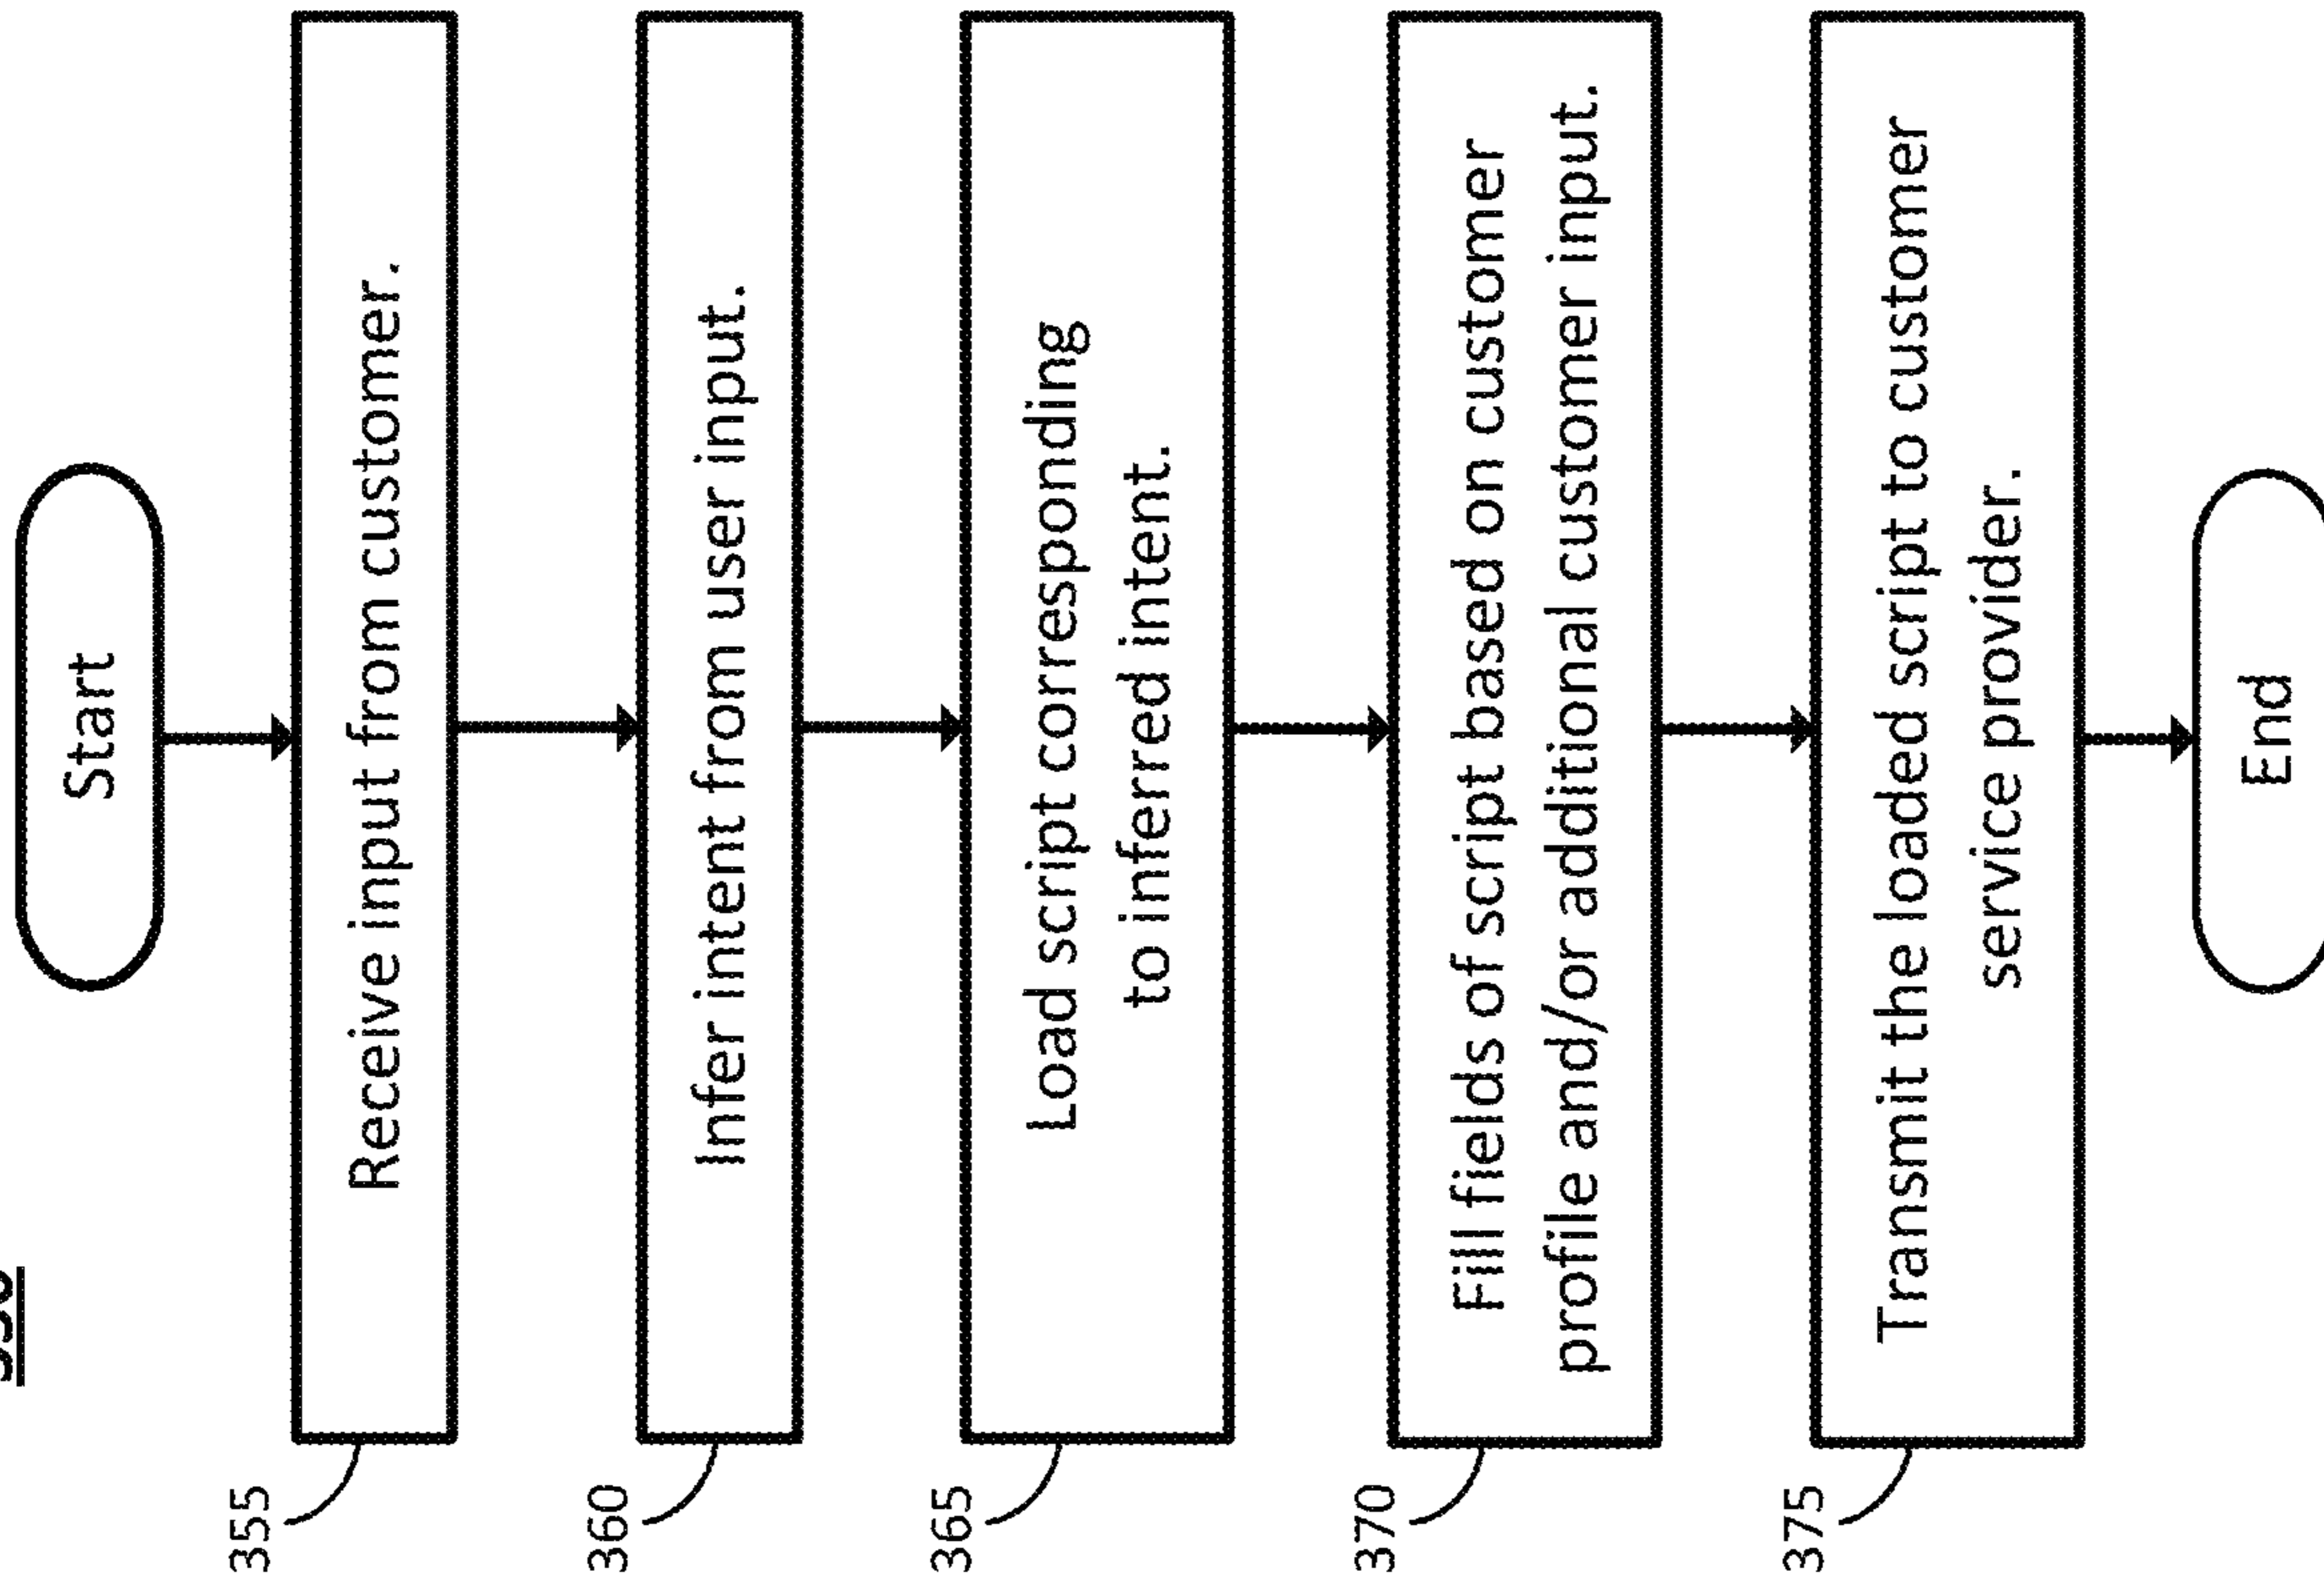 Start
355
Receive input from customer.
360
Infer intent from user input.
365
Load script corresponding
to inferred intent.
370
Fill fields of script based on customer
profile and/or additional customer input.
375
Transmit the loaded script to customer
service provider.
End